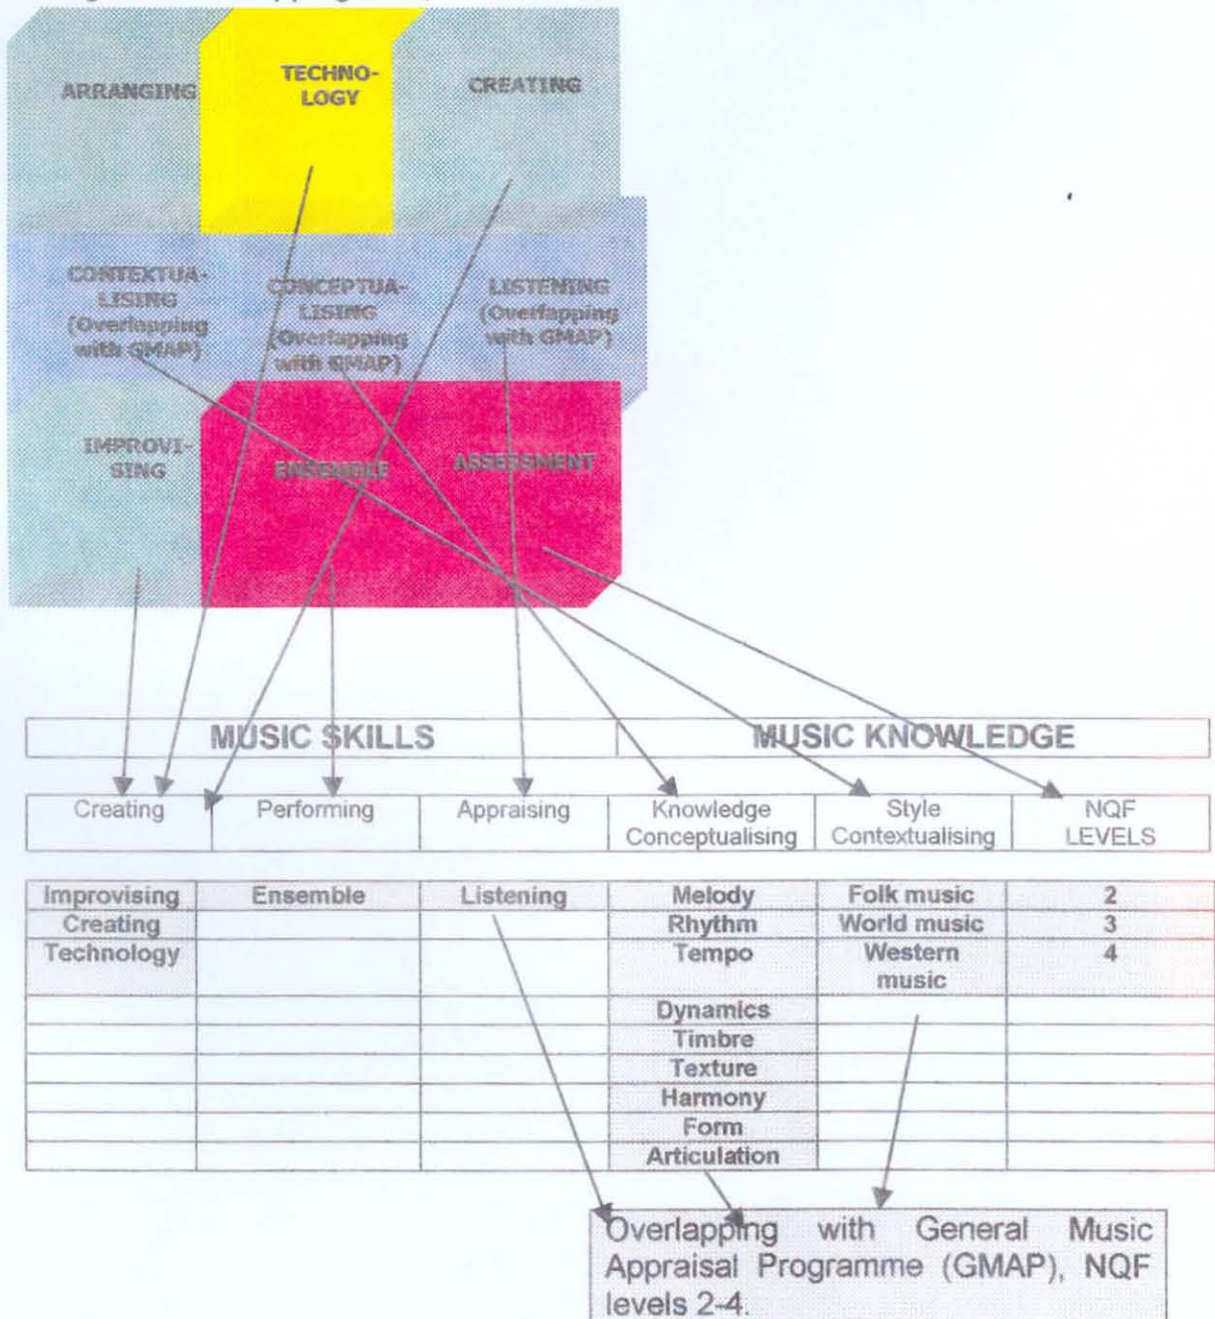 ARRANGING
TECHNO-
LOGY
CREATING
CONTEXTUA-
LISING
(Overlapping
with GMAP)
CONCEPTUA-
LISING
(Overlapping
with GMAP)
LISTENING
(Overlapping
with GMAP)
IMPROVI-
SING
ENSEMBLE
ASSESSMENT
MUSIC SKILLS MUSIC KNOWLEDGE
Creating Performing Appraising Knowledge Style NQF
Conceptualising Contextualising LEVELS
Improvising Ensemble Listening Melody Folk music 2
Creating Rhythm World music 3
Technology Tempo Western 4
music
Dynamics
Timbre
Texture
Harmony
Form
Articulation
Overlapping with General Music
Appraisal Programme (GMAP), NQF
levels 2-4.